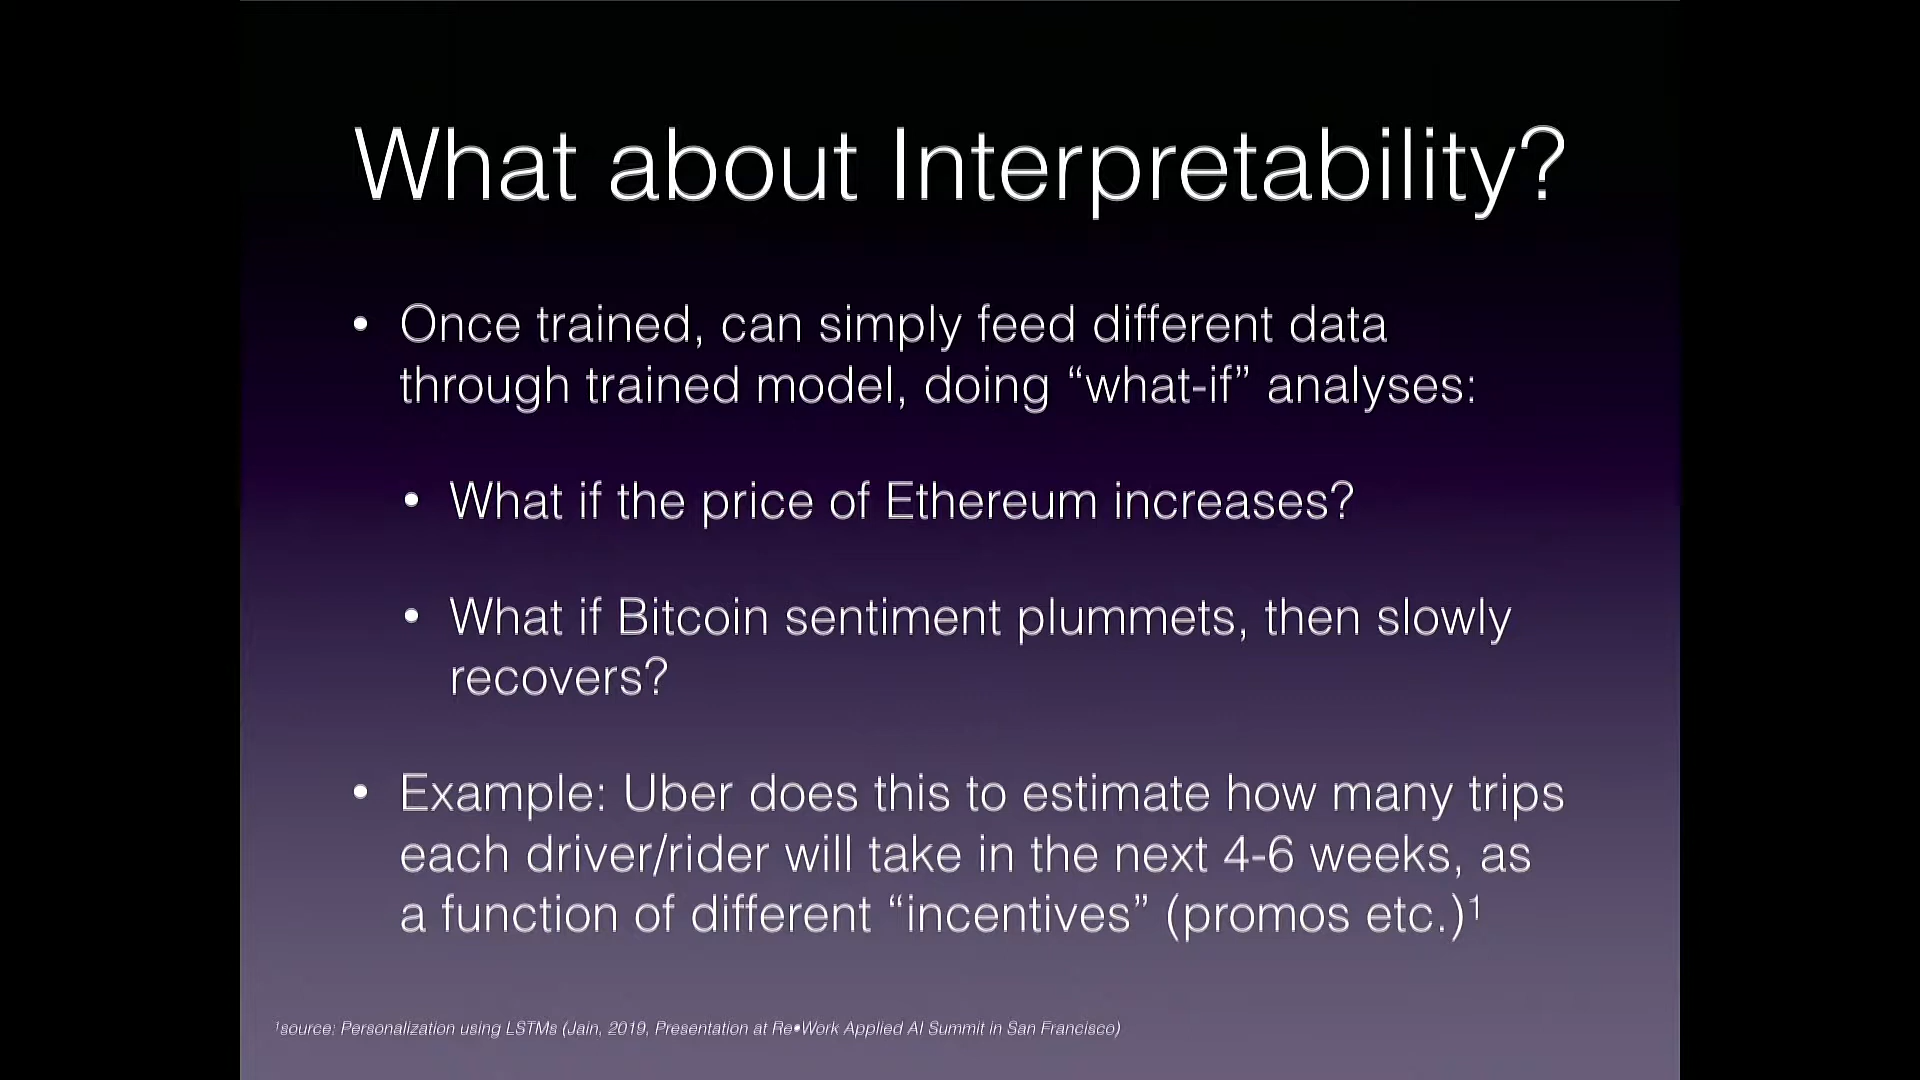 What about Interpretability?
• Once trained, can simply feed different data
through trained model, doing “what-if” analyses:
• What if the price of Ethereum increases?
• What if Bitcoin sentiment plummets, then slowly
recovers?
• Example: Uber does this to estimate how many trips
each driver/rider will take in the next 4-6 weeks, as
a function of different “incentives” (promos etc.)¹
¹source: Personalization using LSTMs (Jain, 2019, Presentation at Re•Work Applied AI Summit in San Francisco)